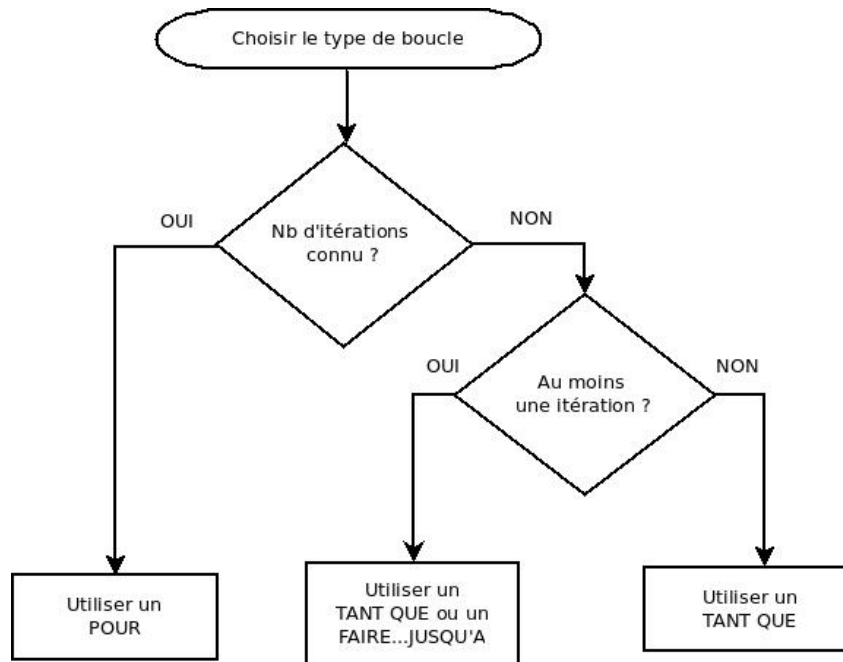 Choisir le type de boucle
OUI
Nb d'itérations
connu ?
NON
OUI
Au moins
une itération ?
NON
Utiliser un
POUR
Utiliser un
TANT QUE ou un
FAIRE...JUSQU'A
Utiliser un
TANT QUE